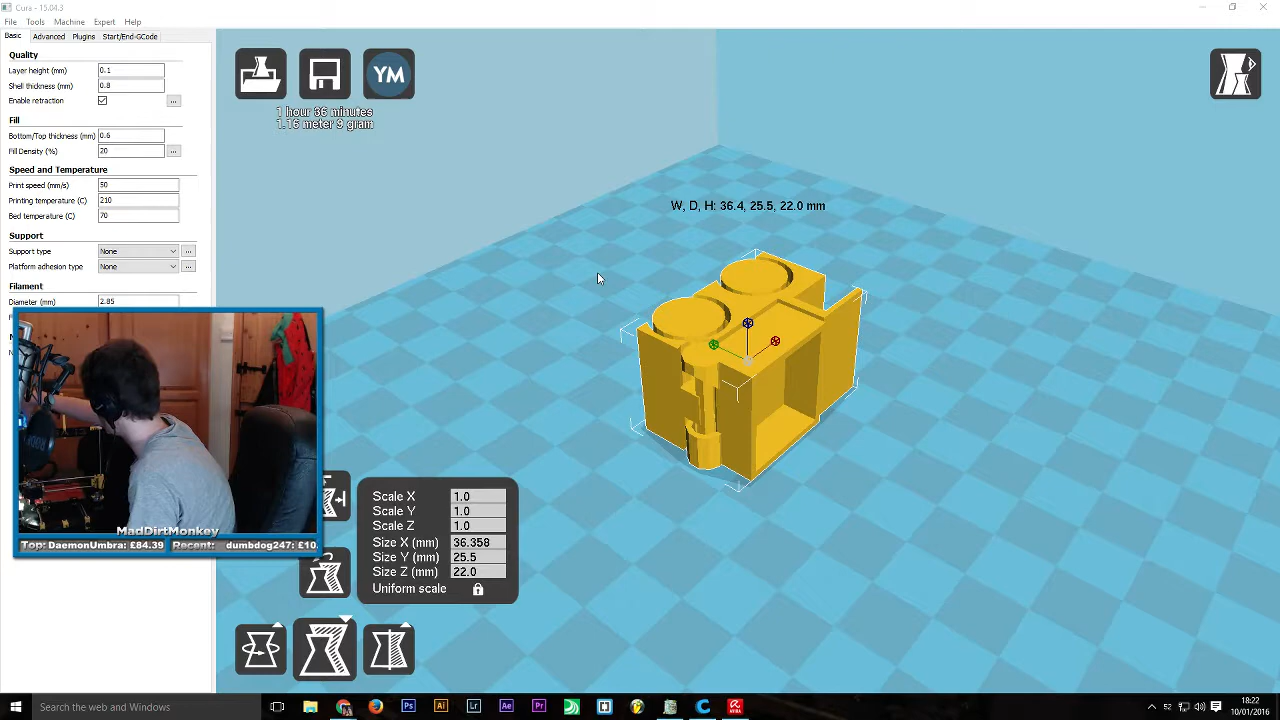 Cura - 15.04.3
File Tools Machine Expert Help
Basic Advanced Plugins Start/End-GCode
Quality
Layer height (mm) 0.1
Shell thickness (mm) 0.8
Enable retraction ...
Fill
Bottom/Top thickness (mm) 0.6
Fill Density (%) 20 ...
Speed and Temperature
Print speed (mm/s) 50
Printing temperature (C) 210
Bed temperature (C) 70
Support
Support type None ...
Platform adhesion type None ...
Filament
Diameter (mm) 2.85
YM
1 hour 36 minutes
1.16 meter 9 gram
W, D, H: 36.4, 25.5, 22.0 mm
MadDirtMonkey
Top: DaemonUmbra: £84.39 Recent: dumbdog247: £10.
Scale X 1.0
Scale Y 1.0
Scale Z 1.0
Size X (mm) 36.358
Size Y (mm) 25.5
Size Z (mm) 22.0
Uniform scale
Search the web and Windows
Ps Ai Lr Ae Pr
18:22
10/01/2016